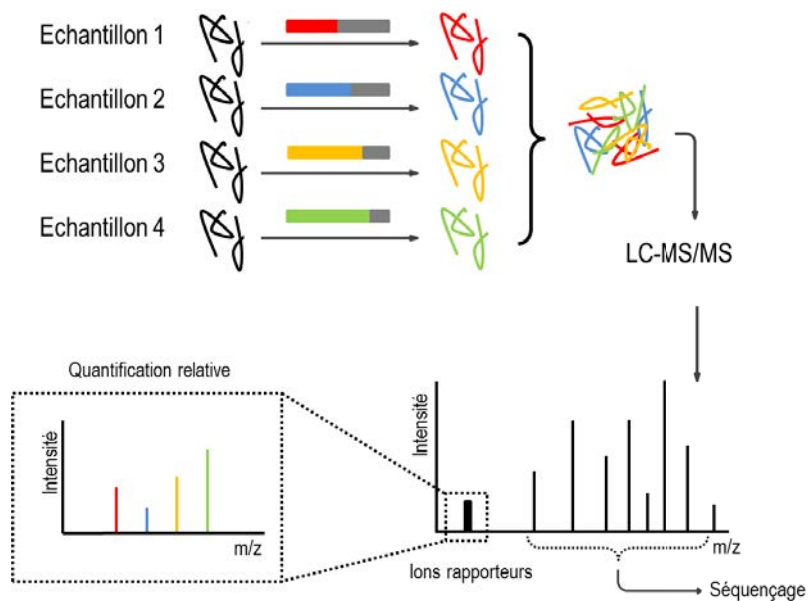 Echantillon 1
Echantillon 2
Echantillon 3
Echantillon 4
LC-MS/MS
Quantification relative
Intensité
m/z
Intensité
m/z
Ions rapporteurs
Séquençage